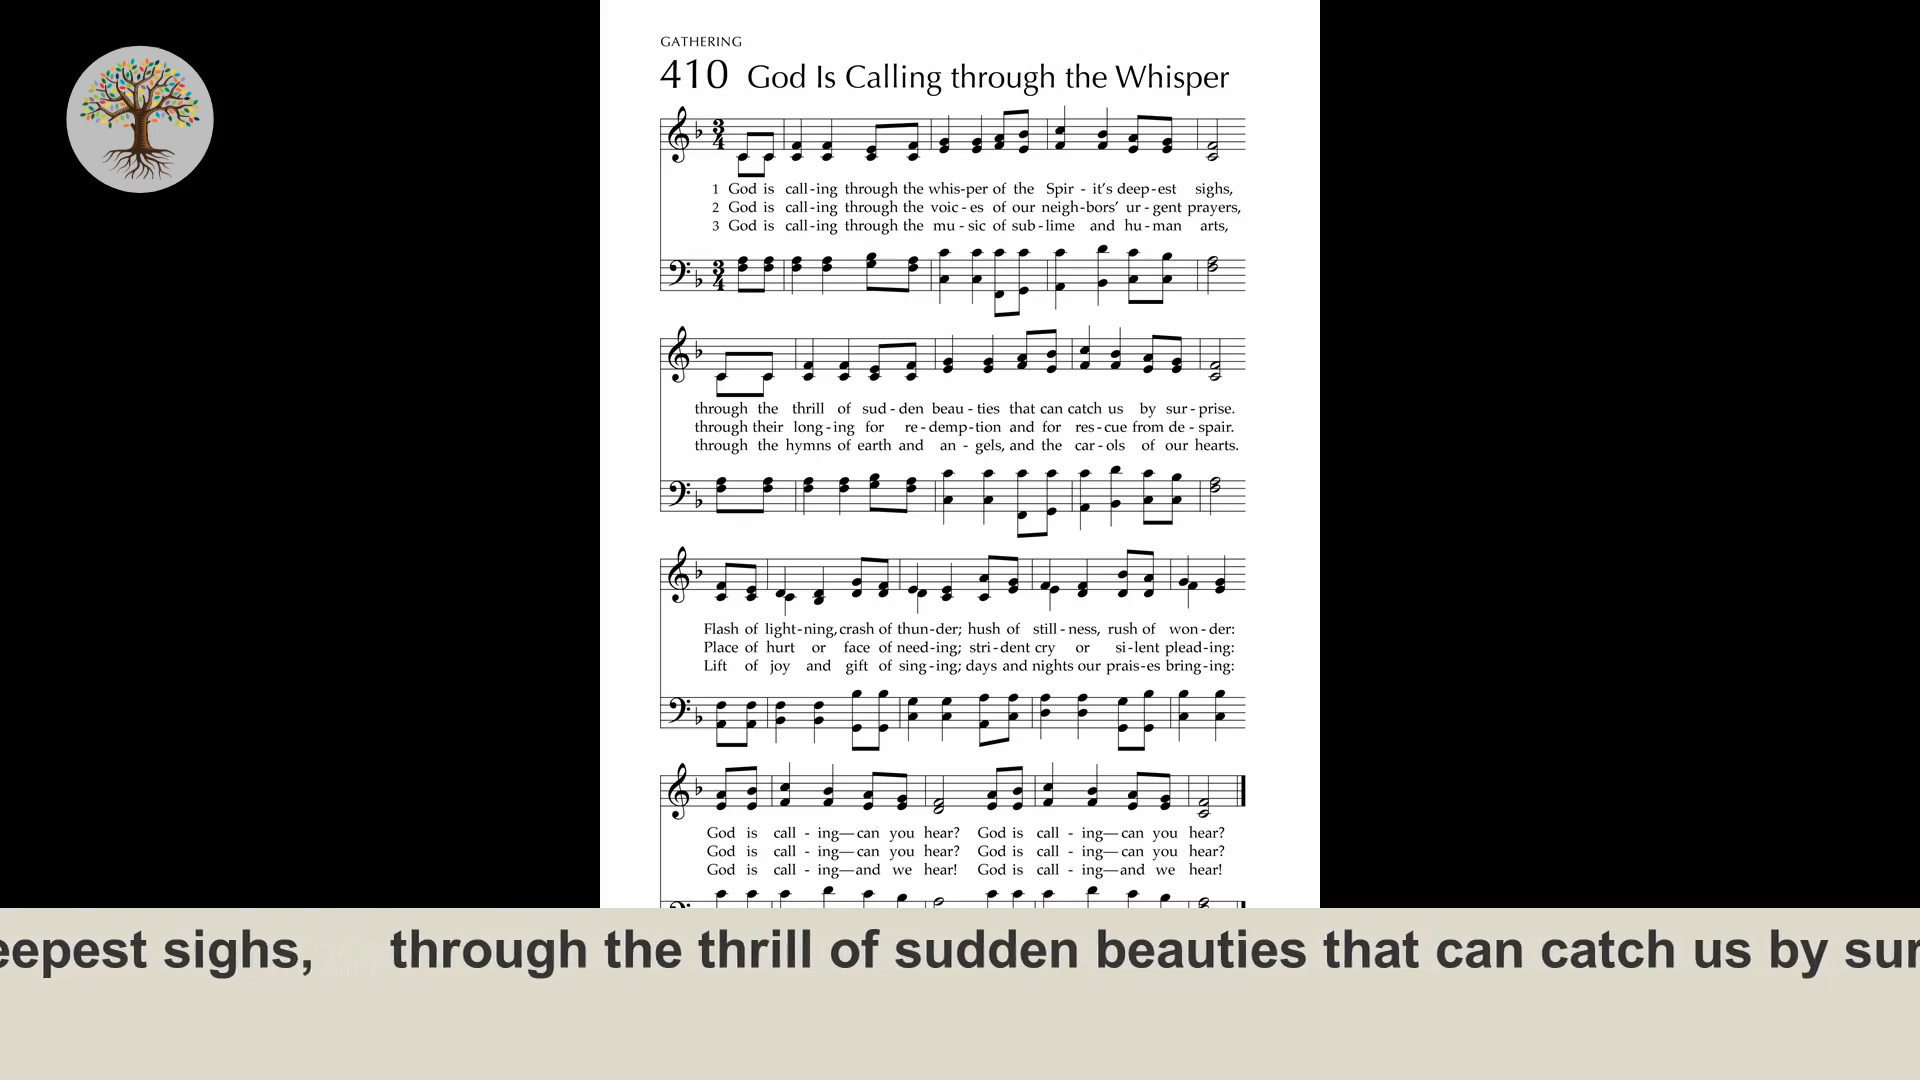 GATHERING
410 God Is Calling through the Whisper
1 God is call-ing through the whis-per of the Spir-it's deep-est sighs,
2 God is call-ing through the voic-es of our neigh-bors' ur-gent prayers,
3 God is call-ing through the mu-sic of sub-lime and hu-man arts,
through the thrill of sud-den beau-ties that can catch us by sur-prise.
through their long-ing for re-demp-tion and for res-cue from de-spair.
through the hymns of earth and an-gels, and the car-ols of our hearts.
Flash of light-ning, crash of thun-der; hush of still-ness, rush of won-der:
Place of hurt or face of need-ing; stri-dent cry or si-lent plead-ing:
Lift of joy and gift of sing-ing; days and nights our prais-es bring-ing:
God is call-ing—can you hear? God is call-ing—can you hear?
God is call-ing—can you hear? God is call-ing—can you hear?
God is call-ing—and we hear! God is call-ing—and we hear!
eepest sighs, through the thrill of sudden beauties that can catch us by sur